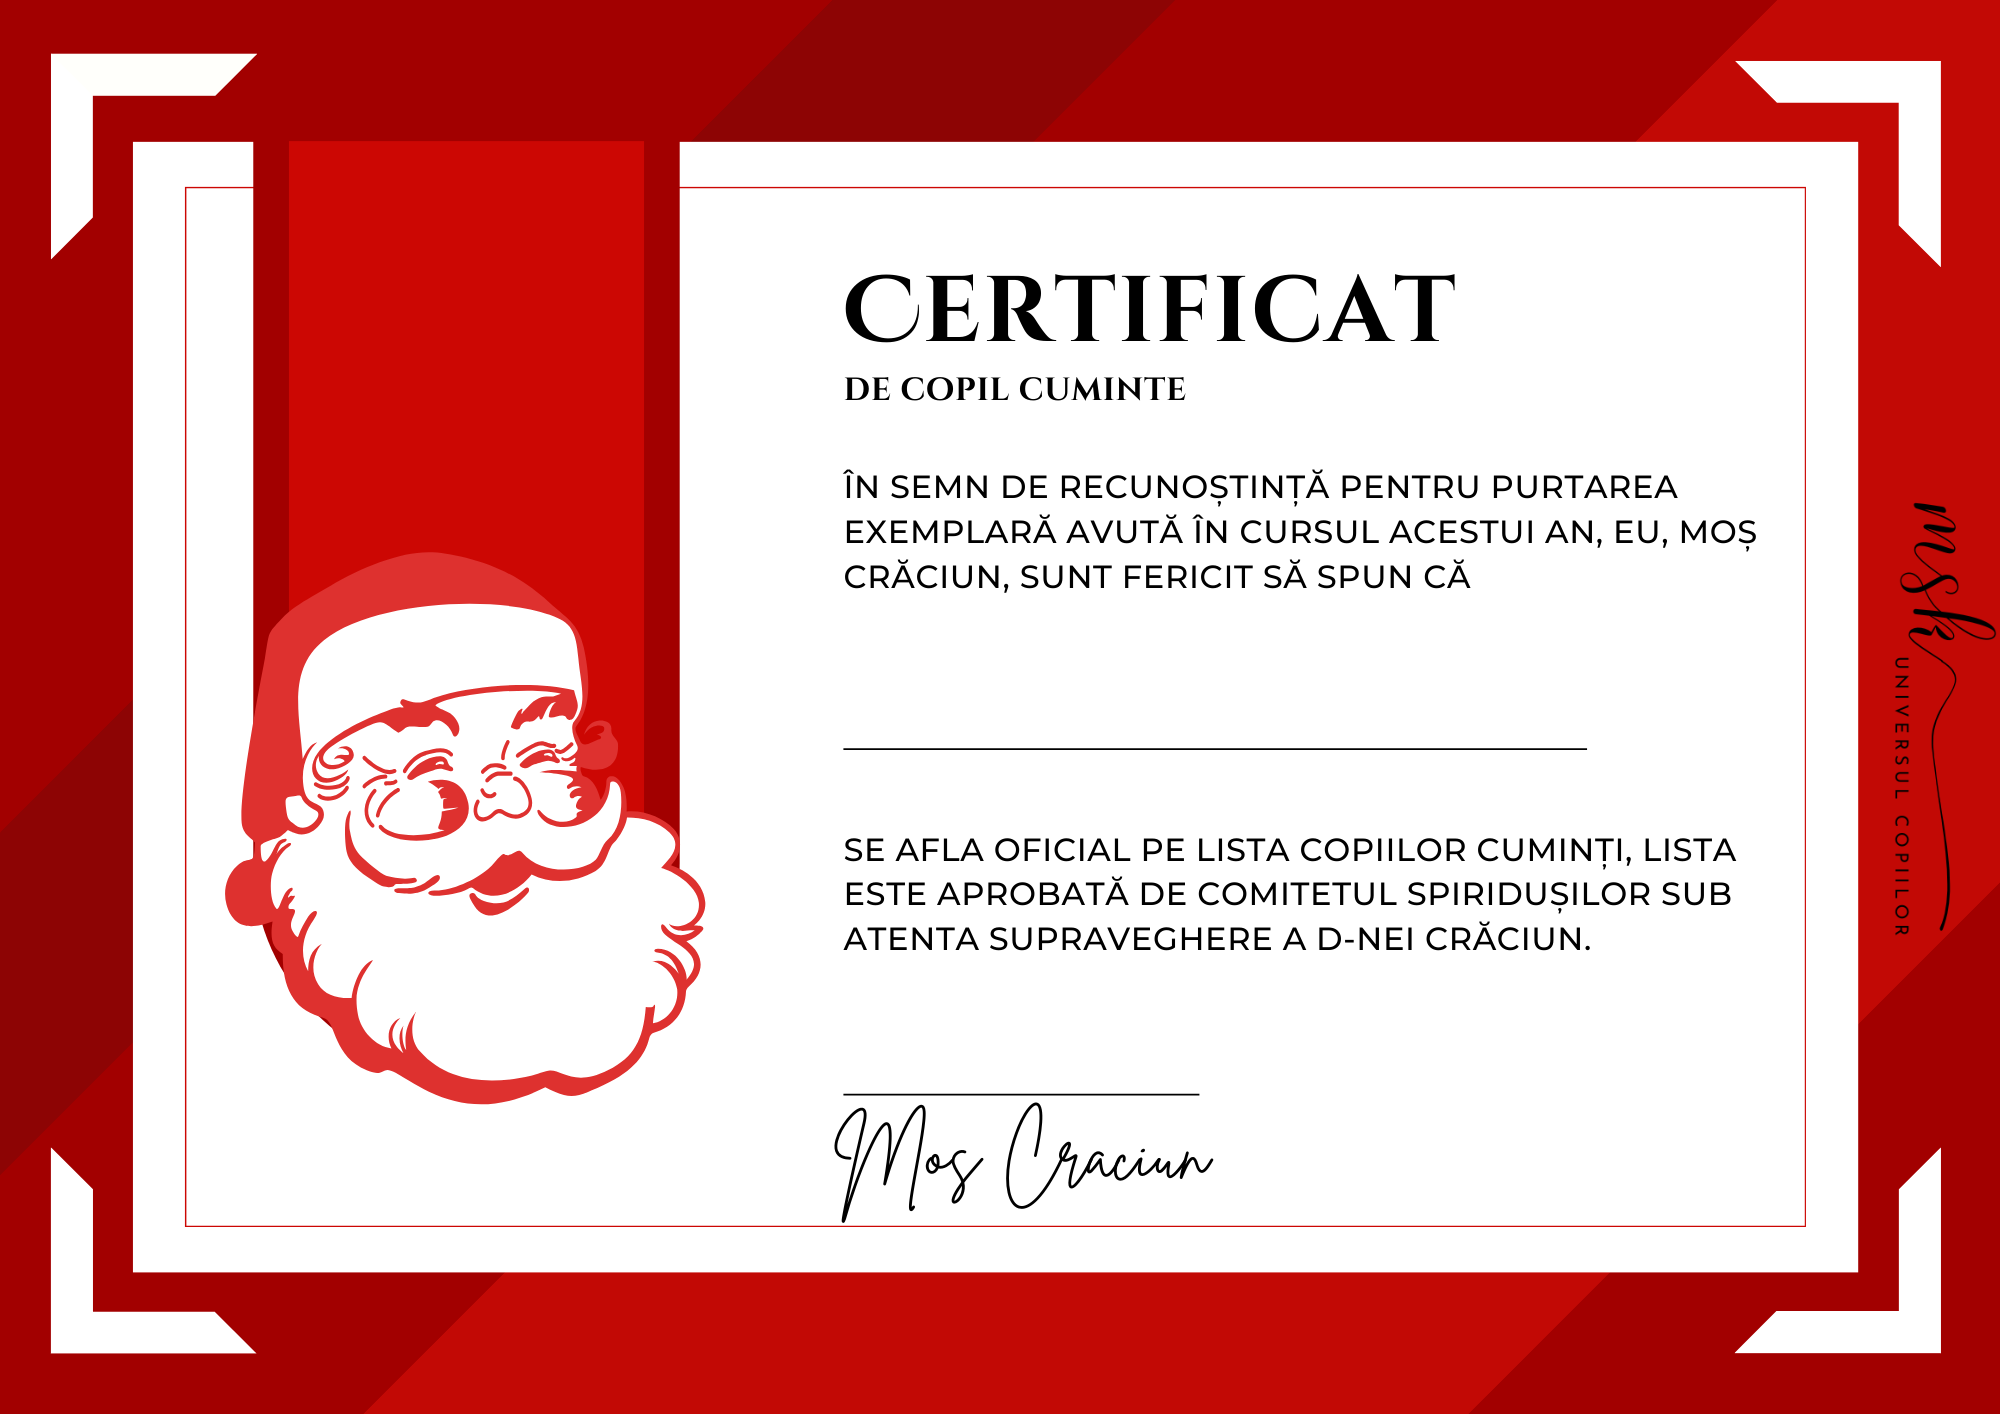 CERTIFICAT
DE COPIL CUMINTE
ÎN SEMN DE RECUNOȘTINȚĂ PENTRU PURTAREA
EXEMPLARĂ AVUTĂ ÎN CURSUL ACESTUI AN, EU, MOȘ
CRĂCIUN, SUNT FERICIT SĂ SPUN CĂ
SE AFLA OFICIAL PE LISTA COPIILOR CUMINȚI, LISTA
ESTE APROBATĂ DE COMITETUL SPIRIDUȘILOR SUB
ATENTA SUPRAVEGHERE A D-NEI CRĂCIUN.
Mos Craciun
msk
UNIVERSUL COPIILOR